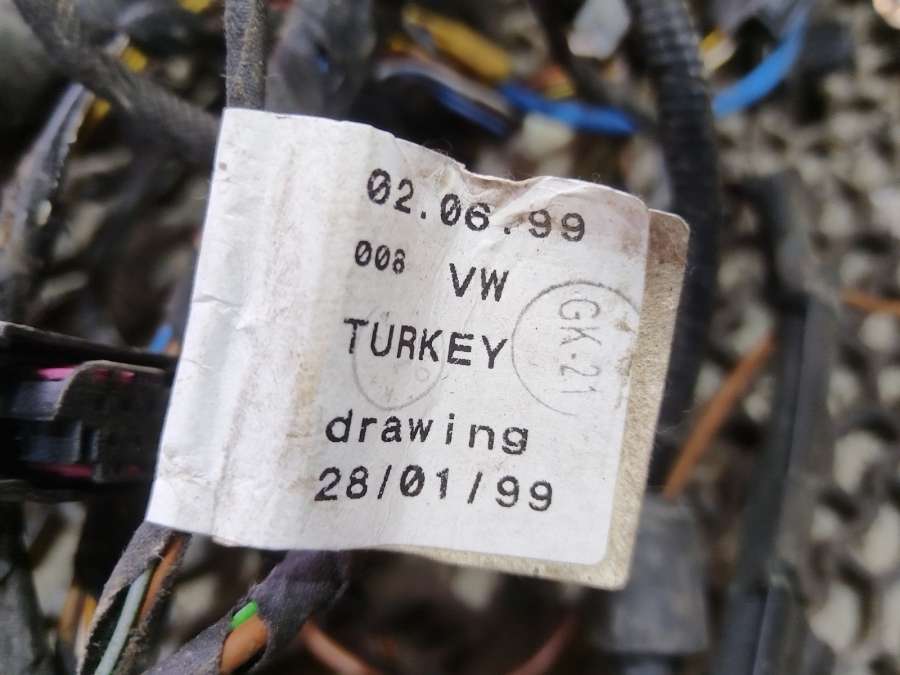 02.06.99
008 VW
GK-21
TURKEY
drawing
28/01/99